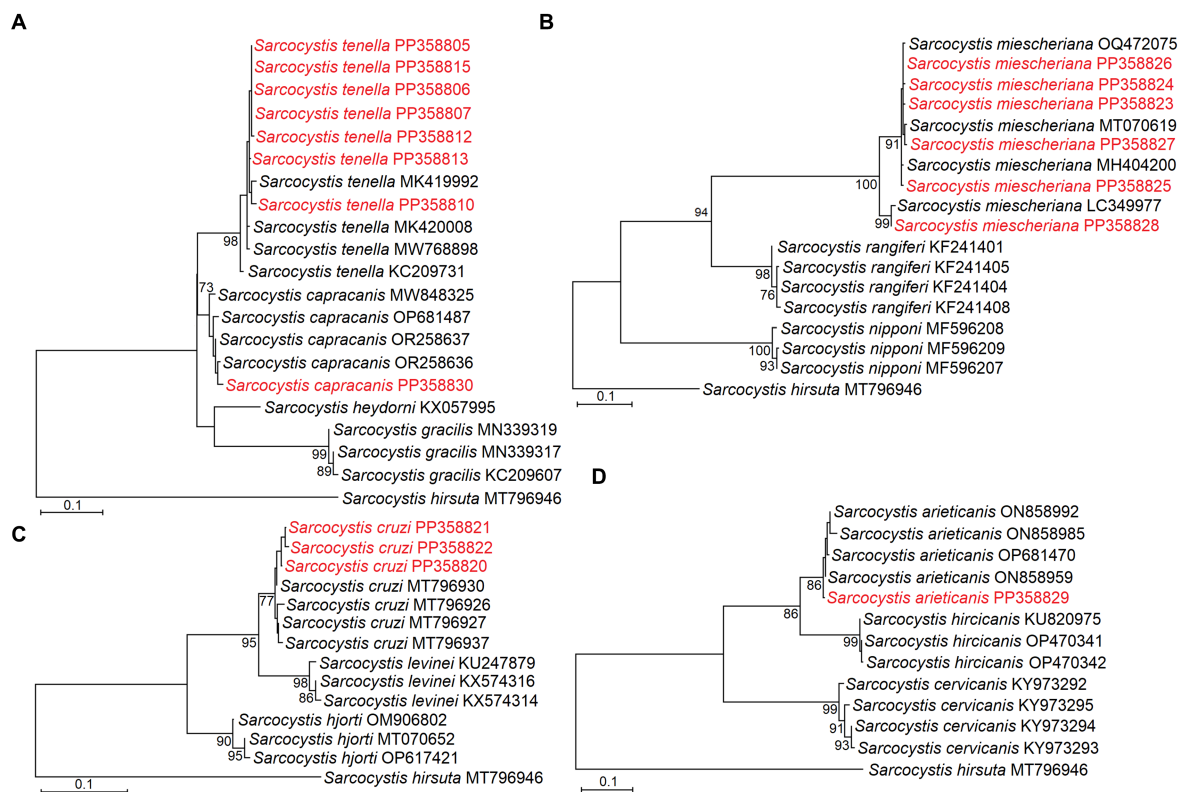 A
Sarcocystis tenella PP358805
Sarcocystis tenella PP358815
Sarcocystis tenella PP358806
Sarcocystis tenella PP358807
Sarcocystis tenella PP358812
Sarcocystis tenella PP358813
Sarcocystis tenella MK419992
Sarcocystis tenella PP358810
Sarcocystis tenella MK420008
98
Sarcocystis tenella MW768898
Sarcocystis tenella KC209731
73
Sarcocystis capracanis MW848325
Sarcocystis capracanis OP681487
Sarcocystis capracanis OR258637
Sarcocystis capracanis OR258636
Sarcocystis capracanis PP358830
Sarcocystis heydorni KX057995
Sarcocystis gracilis MN339319
99
Sarcocystis gracilis MN339317
89
Sarcocystis gracilis KC209607
Sarcocystis hirsuta MT796946
0.1
B
Sarcocystis miescheriana OQ472075
Sarcocystis miescheriana PP358826
Sarcocystis miescheriana PP358824
Sarcocystis miescheriana PP358823
Sarcocystis miescheriana MT070619
91
Sarcocystis miescheriana PP358827
Sarcocystis miescheriana MH404200
100
Sarcocystis miescheriana PP358825
Sarcocystis miescheriana LC349977
94
99
Sarcocystis miescheriana PP358828
Sarcocystis rangiferi KF241401
98
Sarcocystis rangiferi KF241405
76
Sarcocystis rangiferi KF241404
Sarcocystis rangiferi KF241408
Sarcocystis nipponi MF596208
100
Sarcocystis nipponi MF596209
93
Sarcocystis nipponi MF596207
Sarcocystis hirsuta MT796946
0.1
C
Sarcocystis cruzi PP358821
Sarcocystis cruzi PP358822
Sarcocystis cruzi PP358820
Sarcocystis cruzi MT796930
77
Sarcocystis cruzi MT796926
Sarcocystis cruzi MT796927
95
Sarcocystis cruzi MT796937
Sarcocystis levinei KU247879
98
Sarcocystis levinei KX574316
86
Sarcocystis levinei KX574314
Sarcocystis hjorti OM906802
90
Sarcocystis hjorti MT070652
95
Sarcocystis hjorti OP617421
Sarcocystis hirsuta MT796946
0.1
D
Sarcocystis arieticanis ON858992
Sarcocystis arieticanis ON858985
Sarcocystis arieticanis OP681470
Sarcocystis arieticanis ON858959
86
Sarcocystis arieticanis PP358829
86
Sarcocystis hircicanis KU820975
99
Sarcocystis hircicanis OP470341
Sarcocystis hircicanis OP470342
Sarcocystis cervicanis KY973292
99
Sarcocystis cervicanis KY973295
91
Sarcocystis cervicanis KY973294
93
Sarcocystis cervicanis KY973293
Sarcocystis hirsuta MT796946
0.1